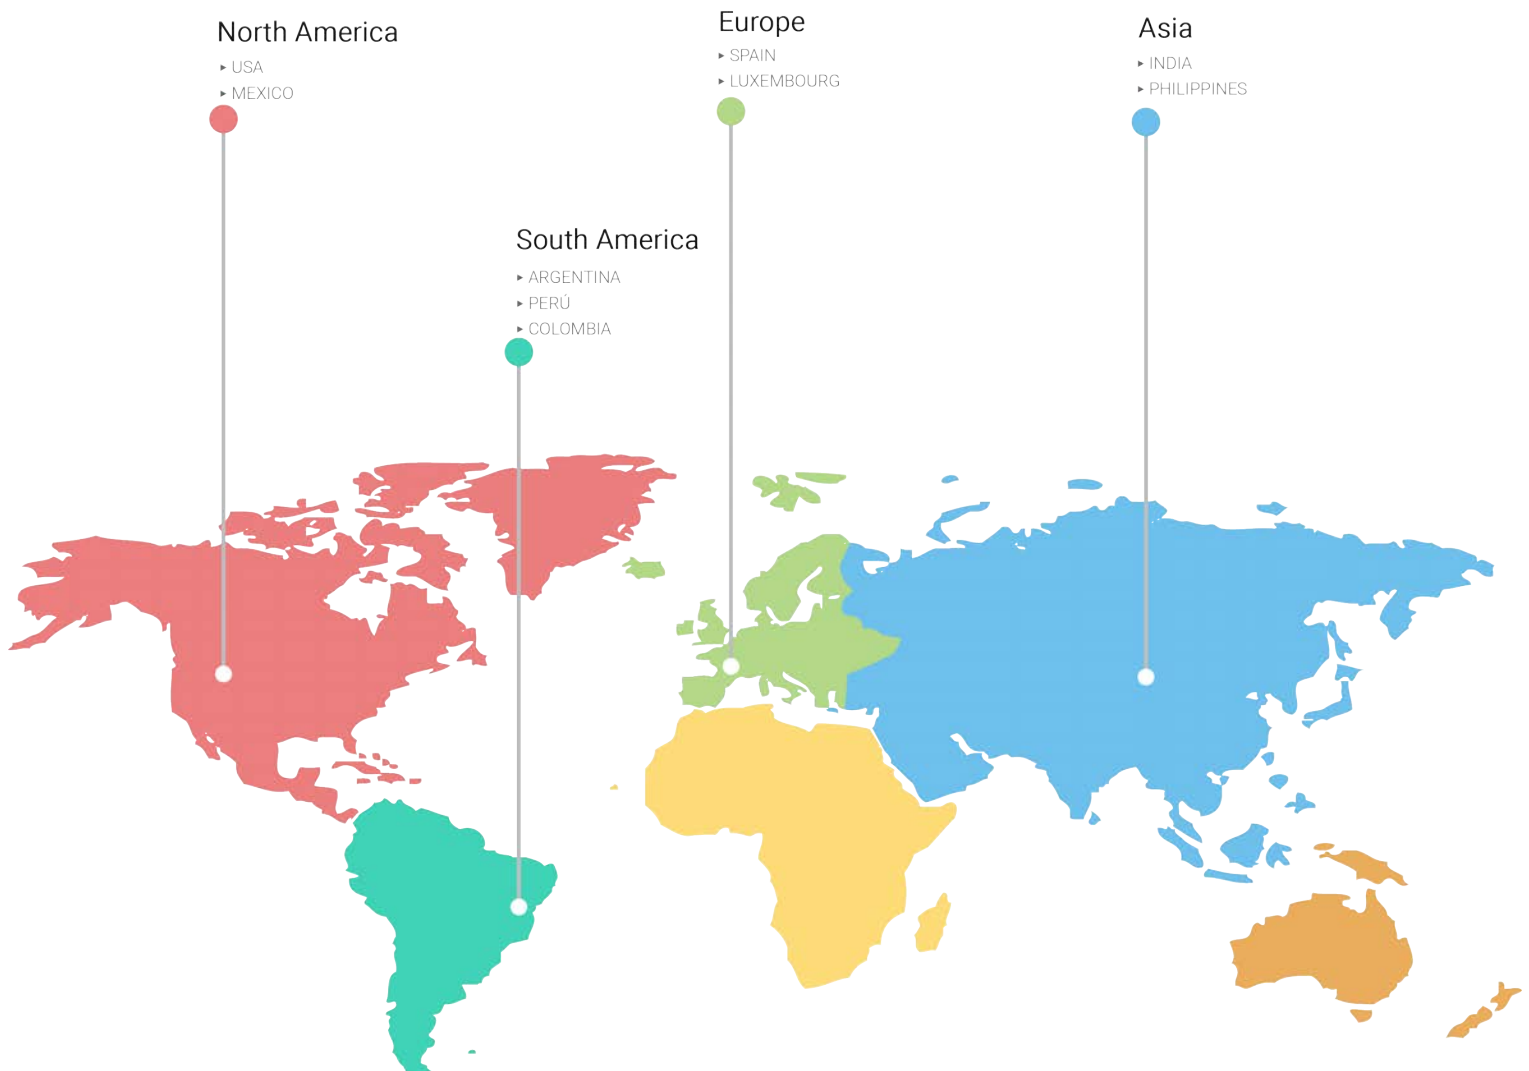 North America
▸ USA
▸ MEXICO
South America
▸ ARGENTINA
▸ PERÚ
▸ COLOMBIA
Europe
▸ SPAIN
▸ LUXEMBOURG
Asia
▸ INDIA
▸ PHILIPPINES